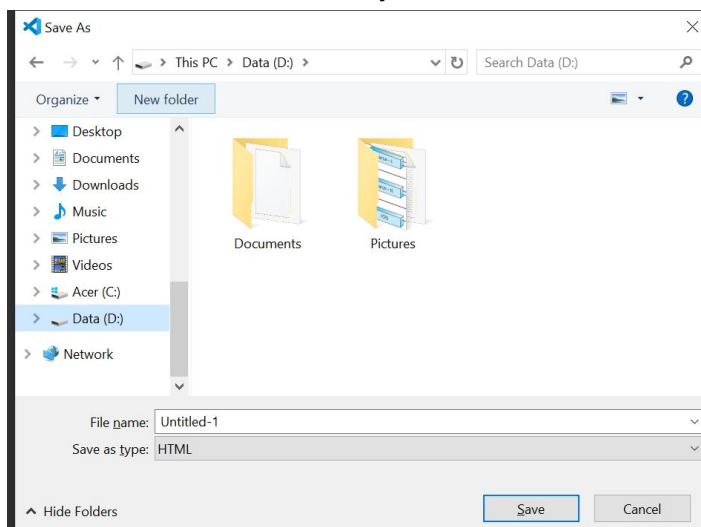 Save As
This PC > Data (D:) >
Search Data (D:)
Organize
New folder
Desktop
Documents
Downloads
Music
Pictures
Videos
Acer (C:)
Data (D:)
Network
Documents
Pictures
File name: Untitled-1
Save as type: HTML
Hide Folders
Save
Cancel